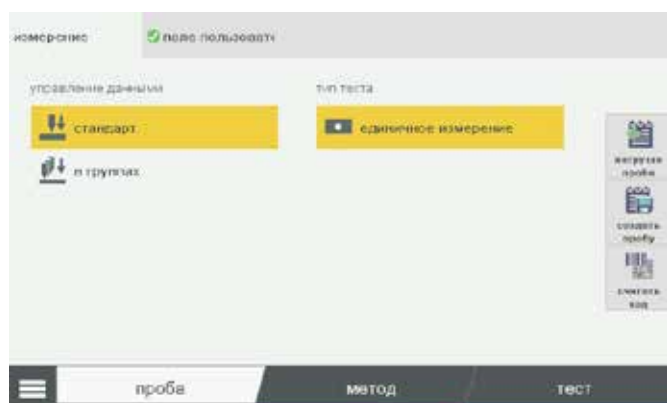 измерение
поле пользоват
управление данными
тип теста
стандарт
единичное измерение
в группах
загрузка
пробы
создать
пробу
считать
код
проба
метод
тест